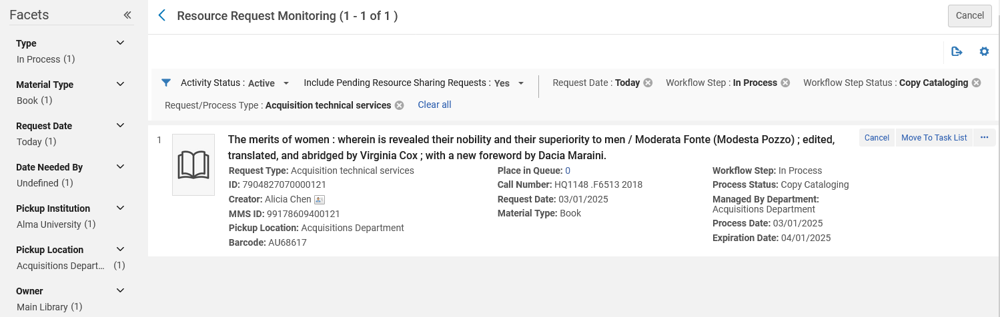 Facets
Type
In Process (1)
Material Type
Book (1)
Request Date
Today (1)
Date Needed By
Undefined (1)
Pickup Institution
Alma University (1)
Pickup Location
Acquisitions Depart... (1)
Owner
Main Library (1)
Resource Request Monitoring (1 - 1 of 1 )
Cancel
Activity Status : Active Include Pending Resource Sharing Requests : Yes Request Date : Today Workflow Step : In Process Workflow Step Status : Copy Cataloging
Request/Process Type : Acquisition technical services Clear all
1 The merits of women : wherein is revealed their nobility and their superiority to men / Moderata Fonte (Modesta Pozzo) ; edited,
translated, and abridged by Virginia Cox ; with a new foreword by Dacia Maraini.
Cancel Move To Task List ...
Request Type: Acquisition technical services
ID: 7904827070000121
Creator: Alicia Chen
MMS ID: 99178609400121
Pickup Location: Acquisitions Department
Barcode: AU68617
Place in Queue: 0
Call Number: HQ1148 .F6513 2018
Request Date: 03/01/2025
Material Type: Book
Workflow Step: In Process
Process Status: Copy Cataloging
Managed By Department:
Acquisitions Department
Process Date: 03/01/2025
Expiration Date: 04/01/2025